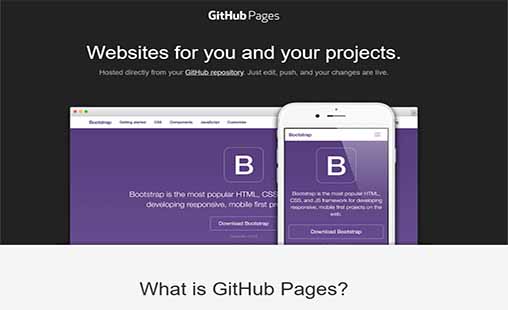 GitHub Pages
Websites for you and your projects.
Hosted directly from your GitHub repository. Just edit, push, and your changes are live.
Bootstrap Getting started CSS Components JavaScript Customize
B
Bootstrap is the most popular HTML, CSS
developing responsive, mobile first pro
Download Bootstrap
Bootstrap
B
Bootstrap is the most popular HTML,
CSS, and JS framework for developing
responsive, mobile first projects on the
web.
Download Bootstrap
What is GitHub Pages?